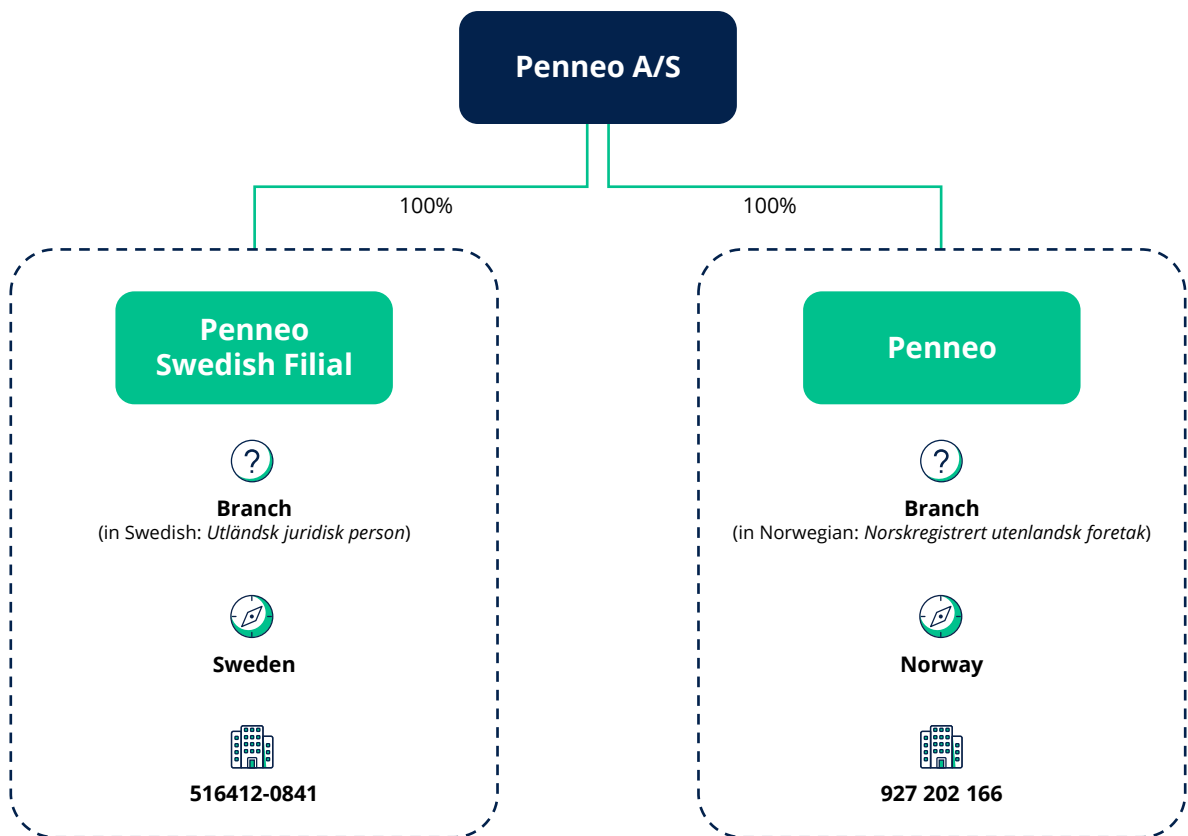 Penneo A/S
100%
100%
Penneo
Swedish Filial
?
Branch
(in Swedish: Utländsk juridisk person)
Sweden
516412-0841
Penneo
?
Branch
(in Norwegian: Norskregistrert utenlandsk foretak)
Norway
927 202 166